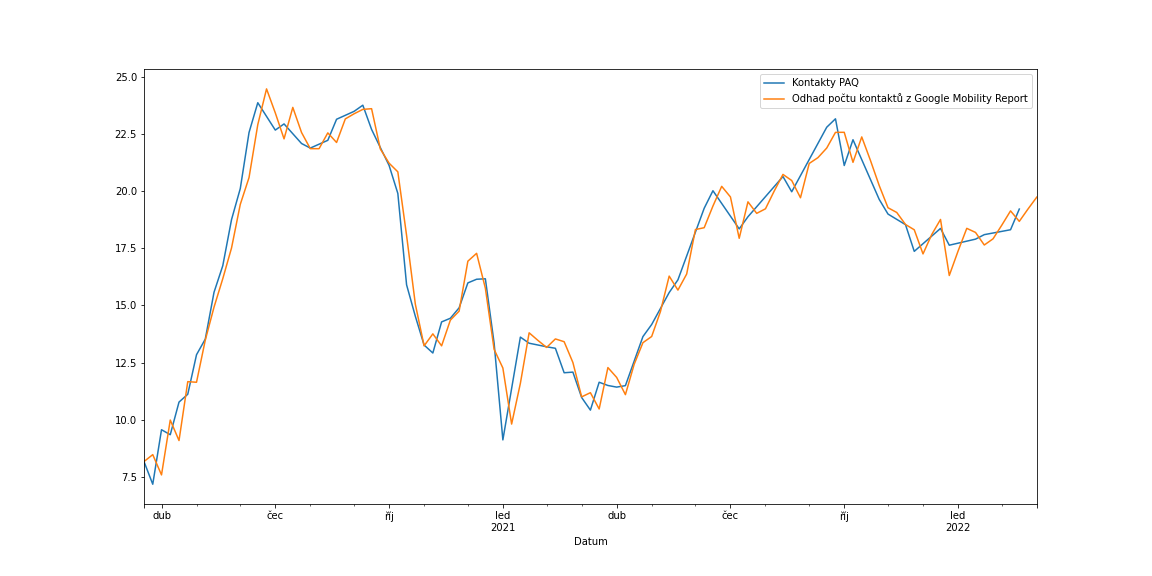 Kontakty PAQ
Odhad počtu kontaktů z Google Mobility Report
25.0
22.5
20.0
17.5
15.0
12.5
10.0
7.5
dub čec říj led dub čec říj led
2021 2022
Datum